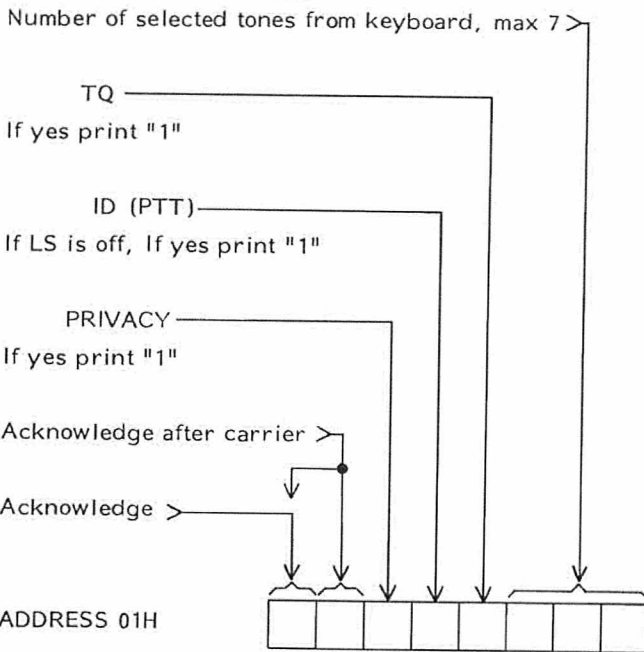 Number of selected tones from keyboard, max 7
TQ
If yes print "1"
ID (PTT)
If LS is off, If yes print "1"
PRIVACY
If yes print "1"
Acknowledge after carrier
Acknowledge
ADDRESS 01H